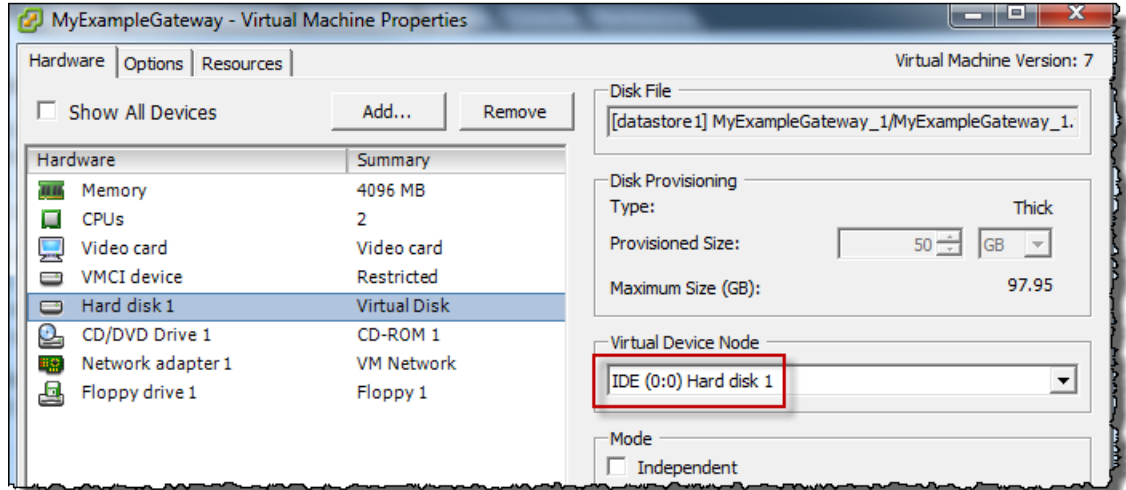 MyExampleGateway - Virtual Machine Properties
Hardware Options Resources
Virtual Machine Version: 7
Show All Devices
Add...
Remove
Hardware Summary
Memory 4096 MB
CPUs 2
Video card Video card
VMCI device Restricted
Hard disk 1 Virtual Disk
CD/DVD Drive 1 CD-ROM 1
Network adapter 1 VM Network
Floppy drive 1 Floppy 1
Disk File
[datastore1] MyExampleGateway_1/MyExampleGateway_1.
Disk Provisioning
Type: Thick
Provisioned Size: 50 GB
Maximum Size (GB): 97.95
Virtual Device Node
IDE (0:0) Hard disk 1
Mode
Independent